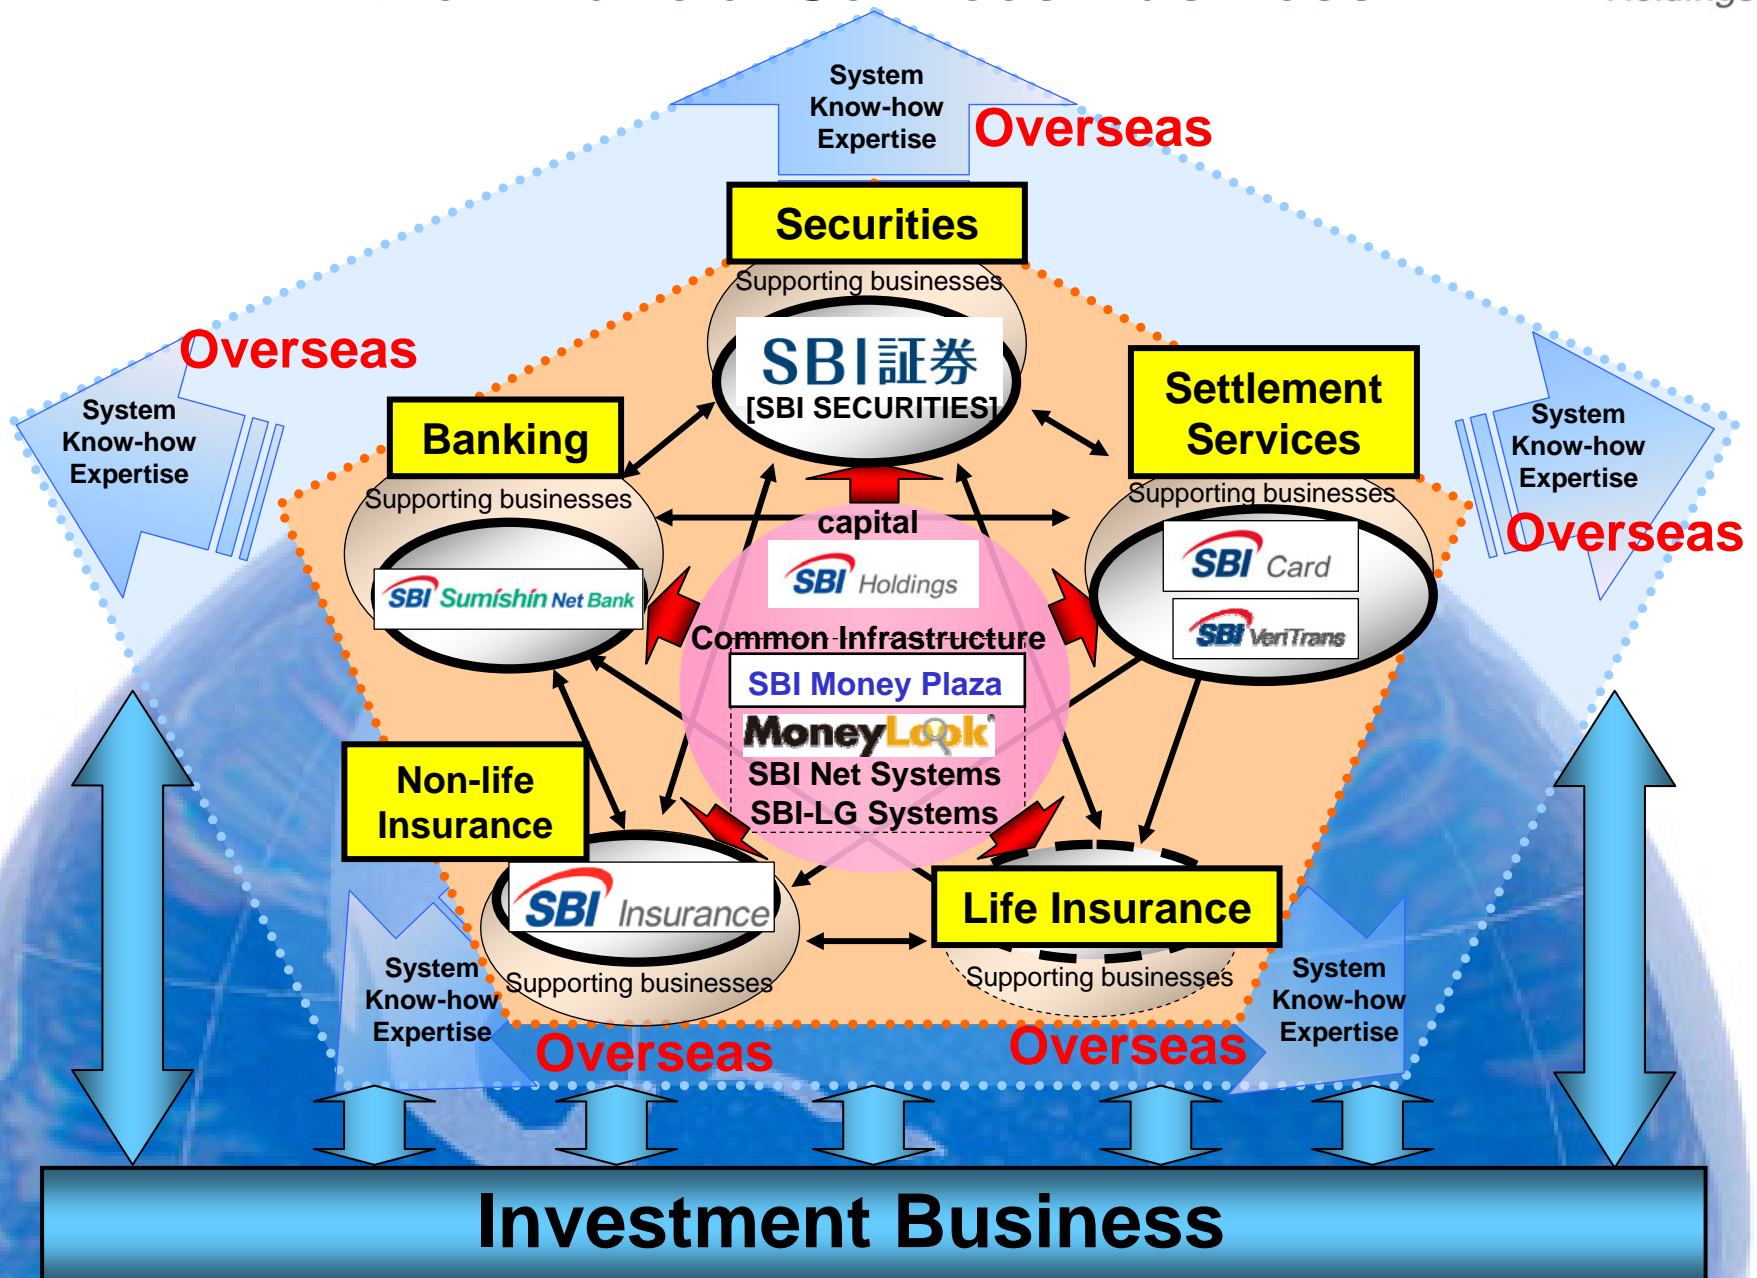 System
Know-how
Expertise
Overseas
Securities
Supporting businesses
SBI証券
[SBI SECURITIES]
Overseas
System
Know-how
Expertise
Banking
Supporting businesses
SBI Sumishin Net Bank
Settlement
Services
Supporting businesses
SBI Card
SBI VeriTrans
System
Know-how
Expertise
Overseas
capital
SBI Holdings
Common Infrastructure
SBI Money Plaza
MoneyLook®
SBI Net Systems
SBI-LG Systems
Non-life
Insurance
SBI Insurance
Supporting businesses
Life Insurance
Supporting businesses
System
Know-how
Expertise
Overseas
Overseas
System
Know-how
Expertise
Investment Business